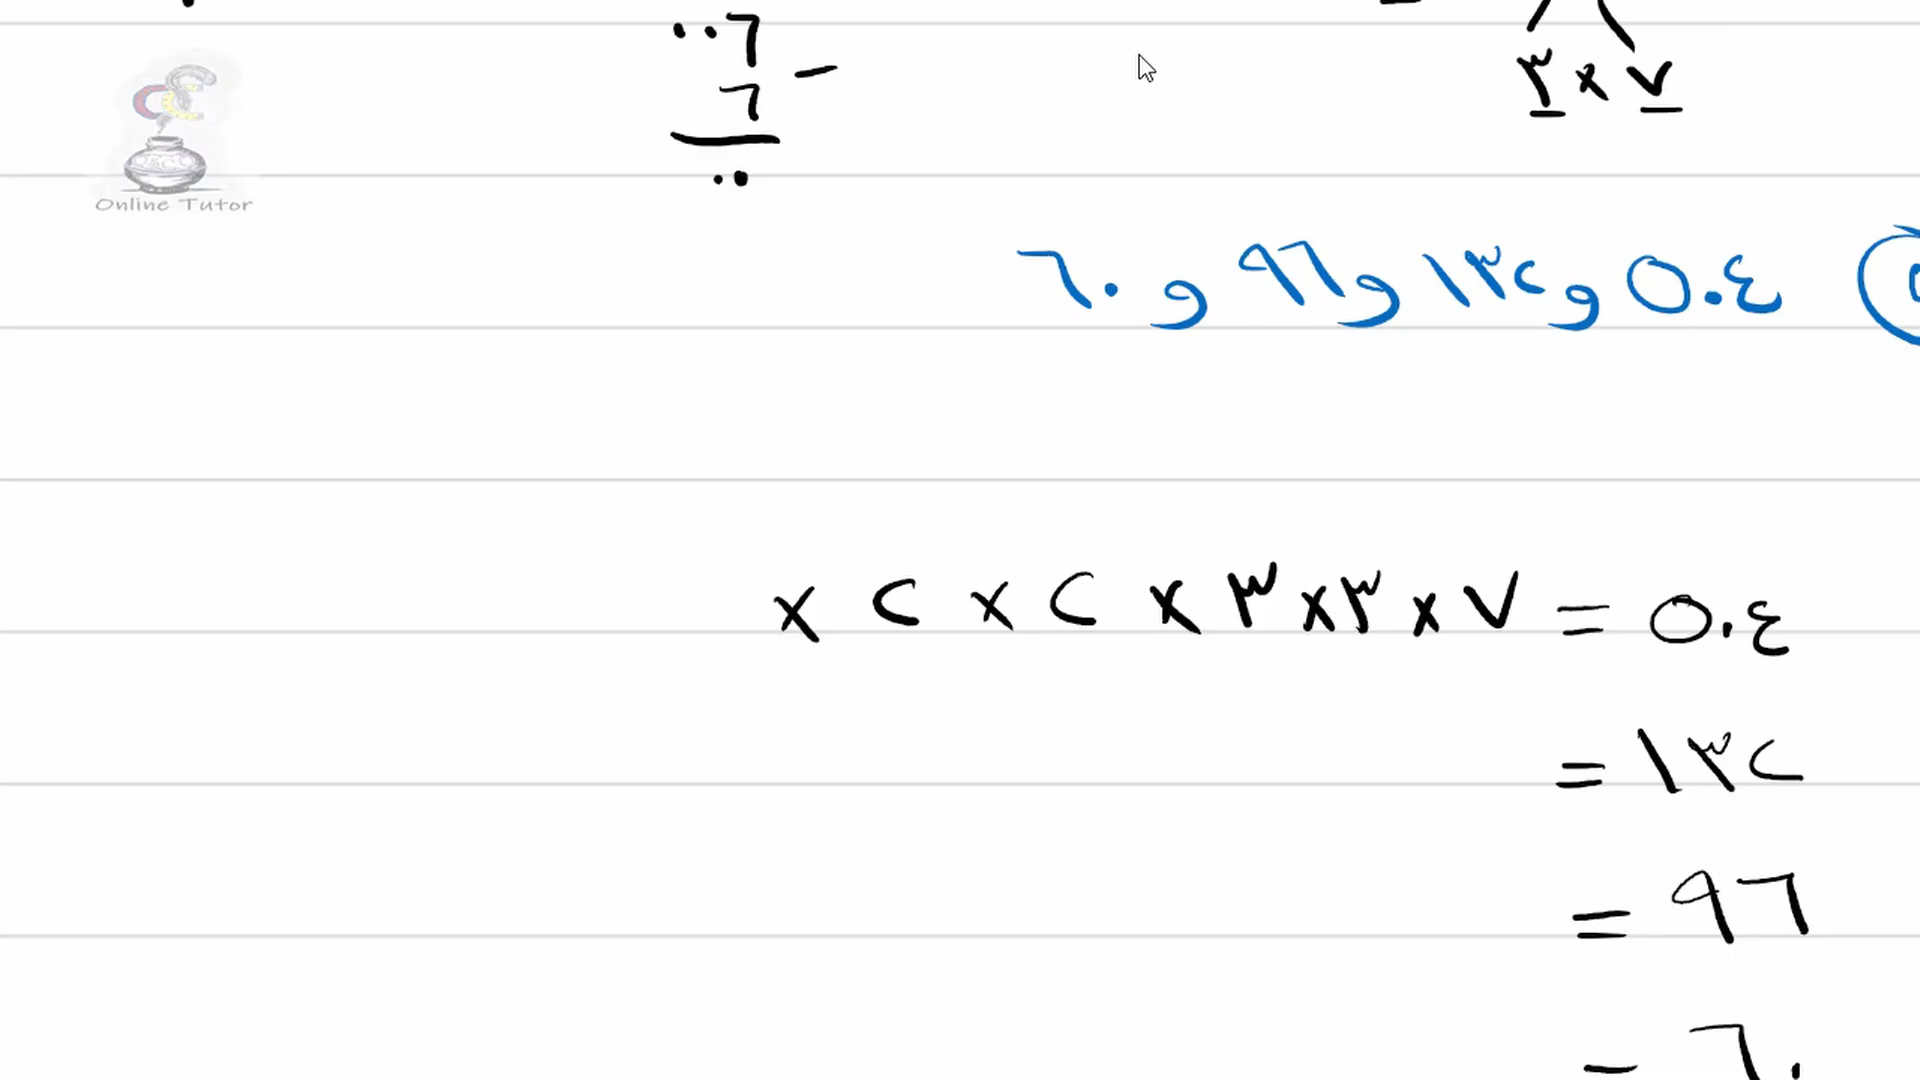 ٠٠٦
٦ -
٠٠
٣ × ٧
Online Tutor
٥٠٤ و ١٣٢ و ٩٦ و ٦٠
٥٠٤ = ٧ × ٣ × ٣ × ٢ × ٢ ×
١٣٢ =
٩٦ =
٦٠ =